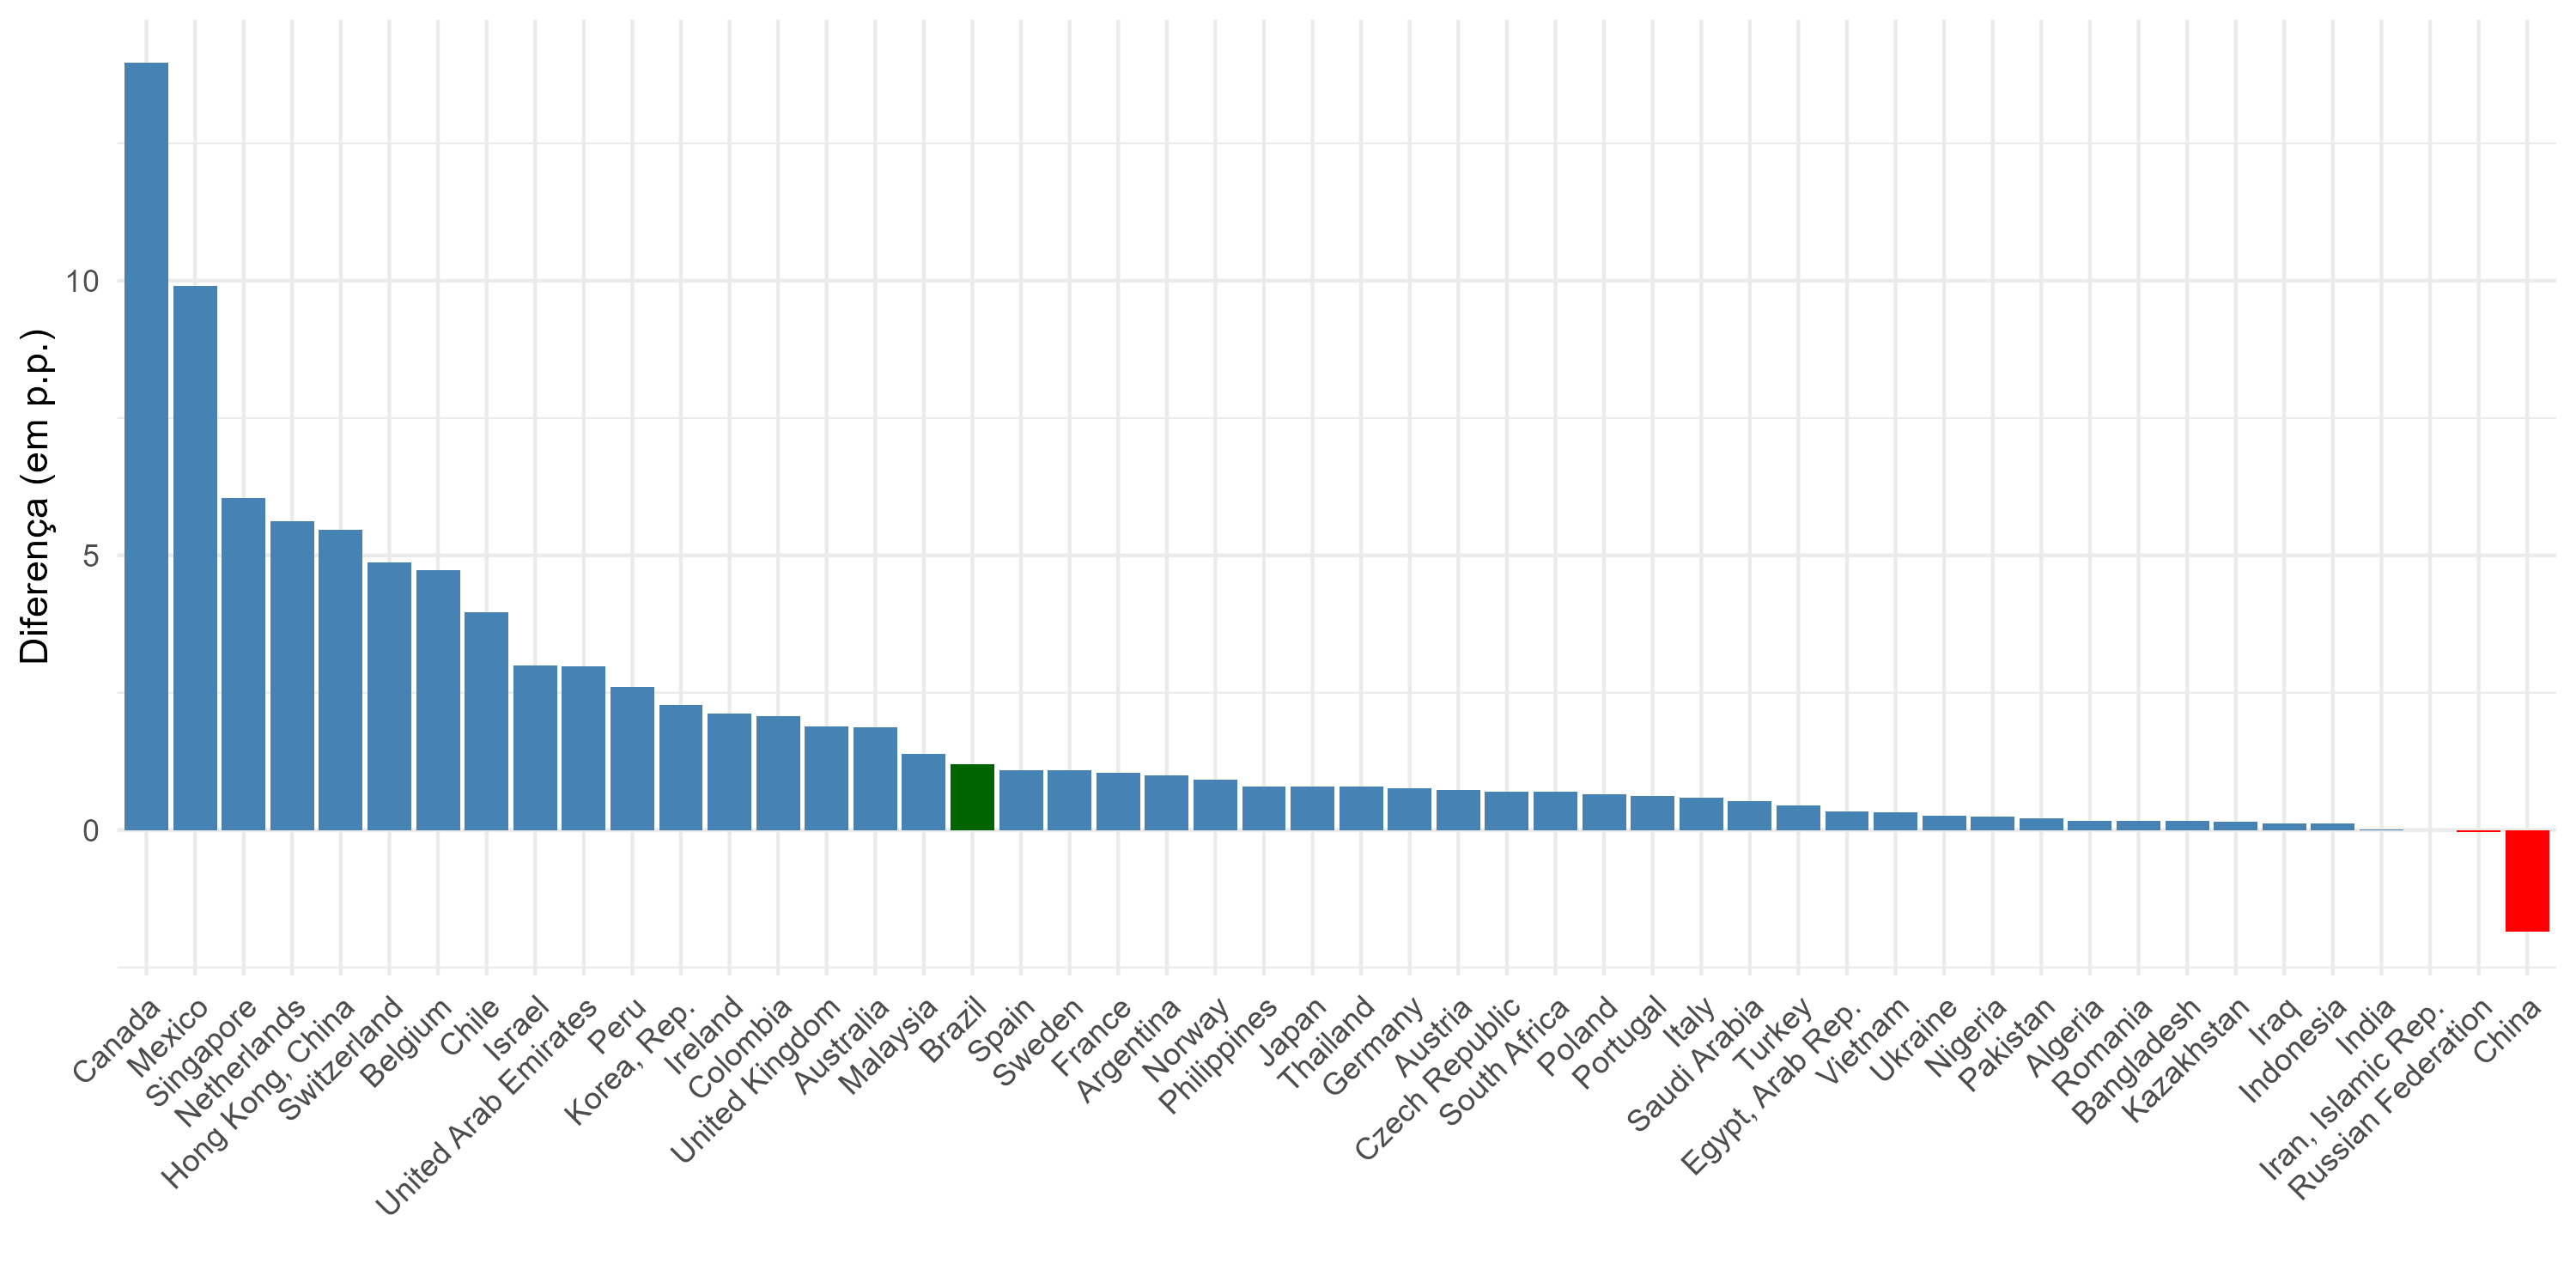 Diferença (em p.p.)
10
5
0
Canada
Mexico
Singapore
Netherlands
Hong Kong, China
Switzerland
Belgium
Chile
Israel
United Arab Emirates
Peru
Korea, Rep.
Ireland
Colombia
United Kingdom
Australia
Malaysia
Brazil
Spain
Sweden
France
Argentina
Norway
Philippines
Japan
Thailand
Germany
Austria
Czech Republic
South Africa
Poland
Portugal
Italy
Saudi Arabia
Turkey
Egypt, Arab Rep.
Vietnam
Ukraine
Nigeria
Pakistan
Algeria
Romania
Bangladesh
Kazakhstan
Iraq
Indonesia
India
Iran, Islamic Rep.
Russian Federation
China